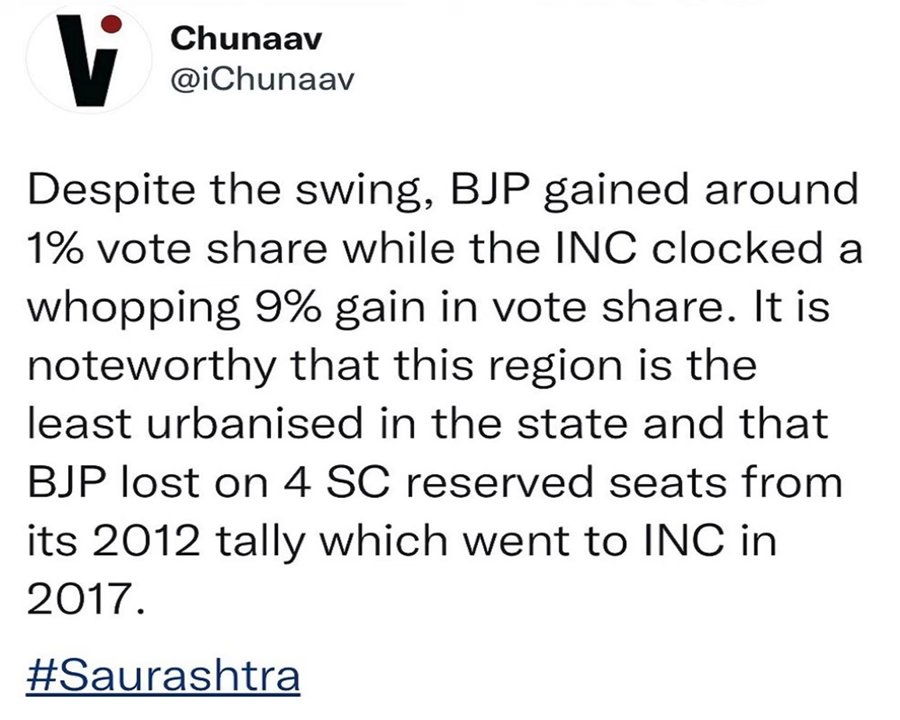 Chunaav
@iChunaav
Despite the swing, BJP gained around
1% vote share while the INC clocked a
whopping 9% gain in vote share. It is
noteworthy that this region is the
least urbanised in the state and that
BJP lost on 4 SC reserved seats from
its 2012 tally which went to INC in
2017.
#Saurashtra